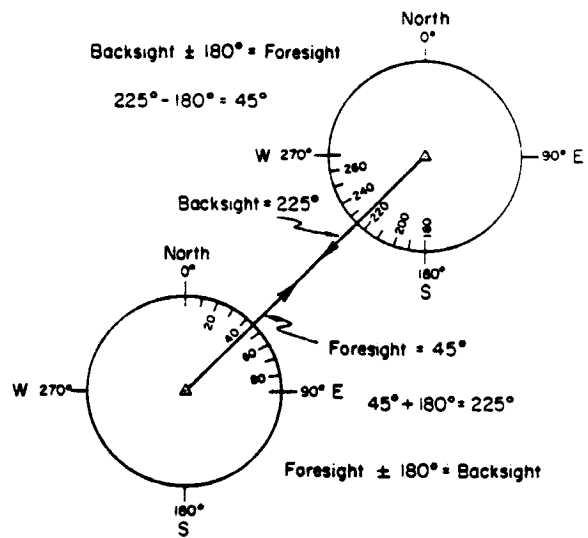 North
0°
Backsight ± 180° = Foresight
225° - 180° = 45°
W 270°
90° E
260
240
220
200
180
Backsight = 225°
180°
S
North
0°
20
40
60
80
Foresight = 45°
W 270°
90° E
45° + 180° = 225°
Foresight ± 180° = Backsight
180°
S